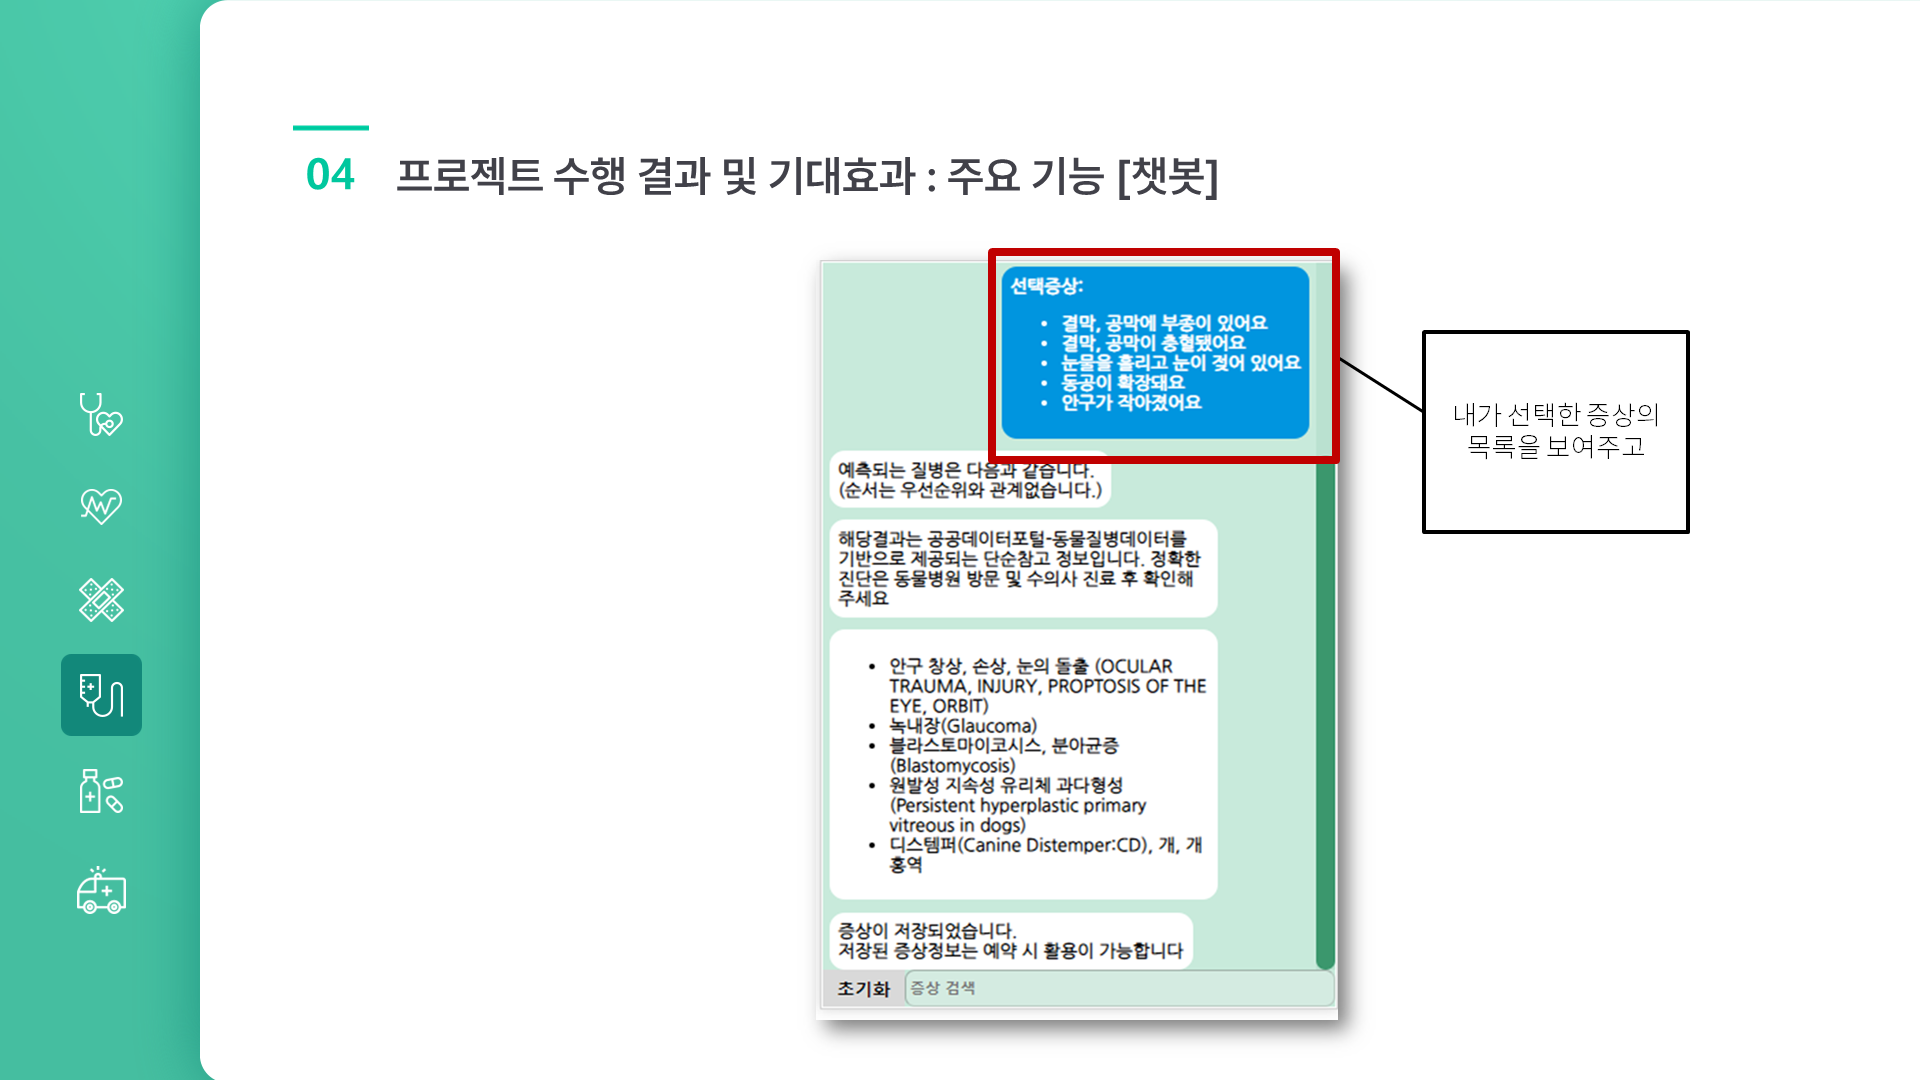 04 프로젝트 수행 결과 및 기대효과 : 주요 기능 [챗봇]
선택증상:
• 결막, 공막에 부종이 있어요
• 결막, 공막이 충혈됐어요
• 눈물을 흘리고 눈이 젖어 있어요
• 동공이 확장돼요
• 안구가 작아졌어요
내가 선택한 증상의
목록을 보여주고
예측되는 질병은 다음과 같습니다.
(순서는 우선순위와 관계없습니다.)
해당결과는 공공데이터포털-동물질병데이터를
기반으로 제공되는 단순참고 정보입니다. 정확한
진단은 동물병원 방문 및 수의사 진료 후 확인해
주세요
• 안구 창상, 손상, 눈의 돌출 (OCULAR
TRAUMA, INJURY, PROPTOSIS OF THE
EYE, ORBIT)
• 녹내장(Glaucoma)
• 블라스토마이코시스, 분아균증
(Blastomycosis)
• 원발성 지속성 유리체 과다형성
(Persistent hyperplastic primary
vitreous in dogs)
• 디스템퍼(Canine Distemper:CD), 개, 개
홍역
증상이 저장되었습니다.
저장된 증상정보는 예약 시 활용이 가능합니다
초기화 증상 검색